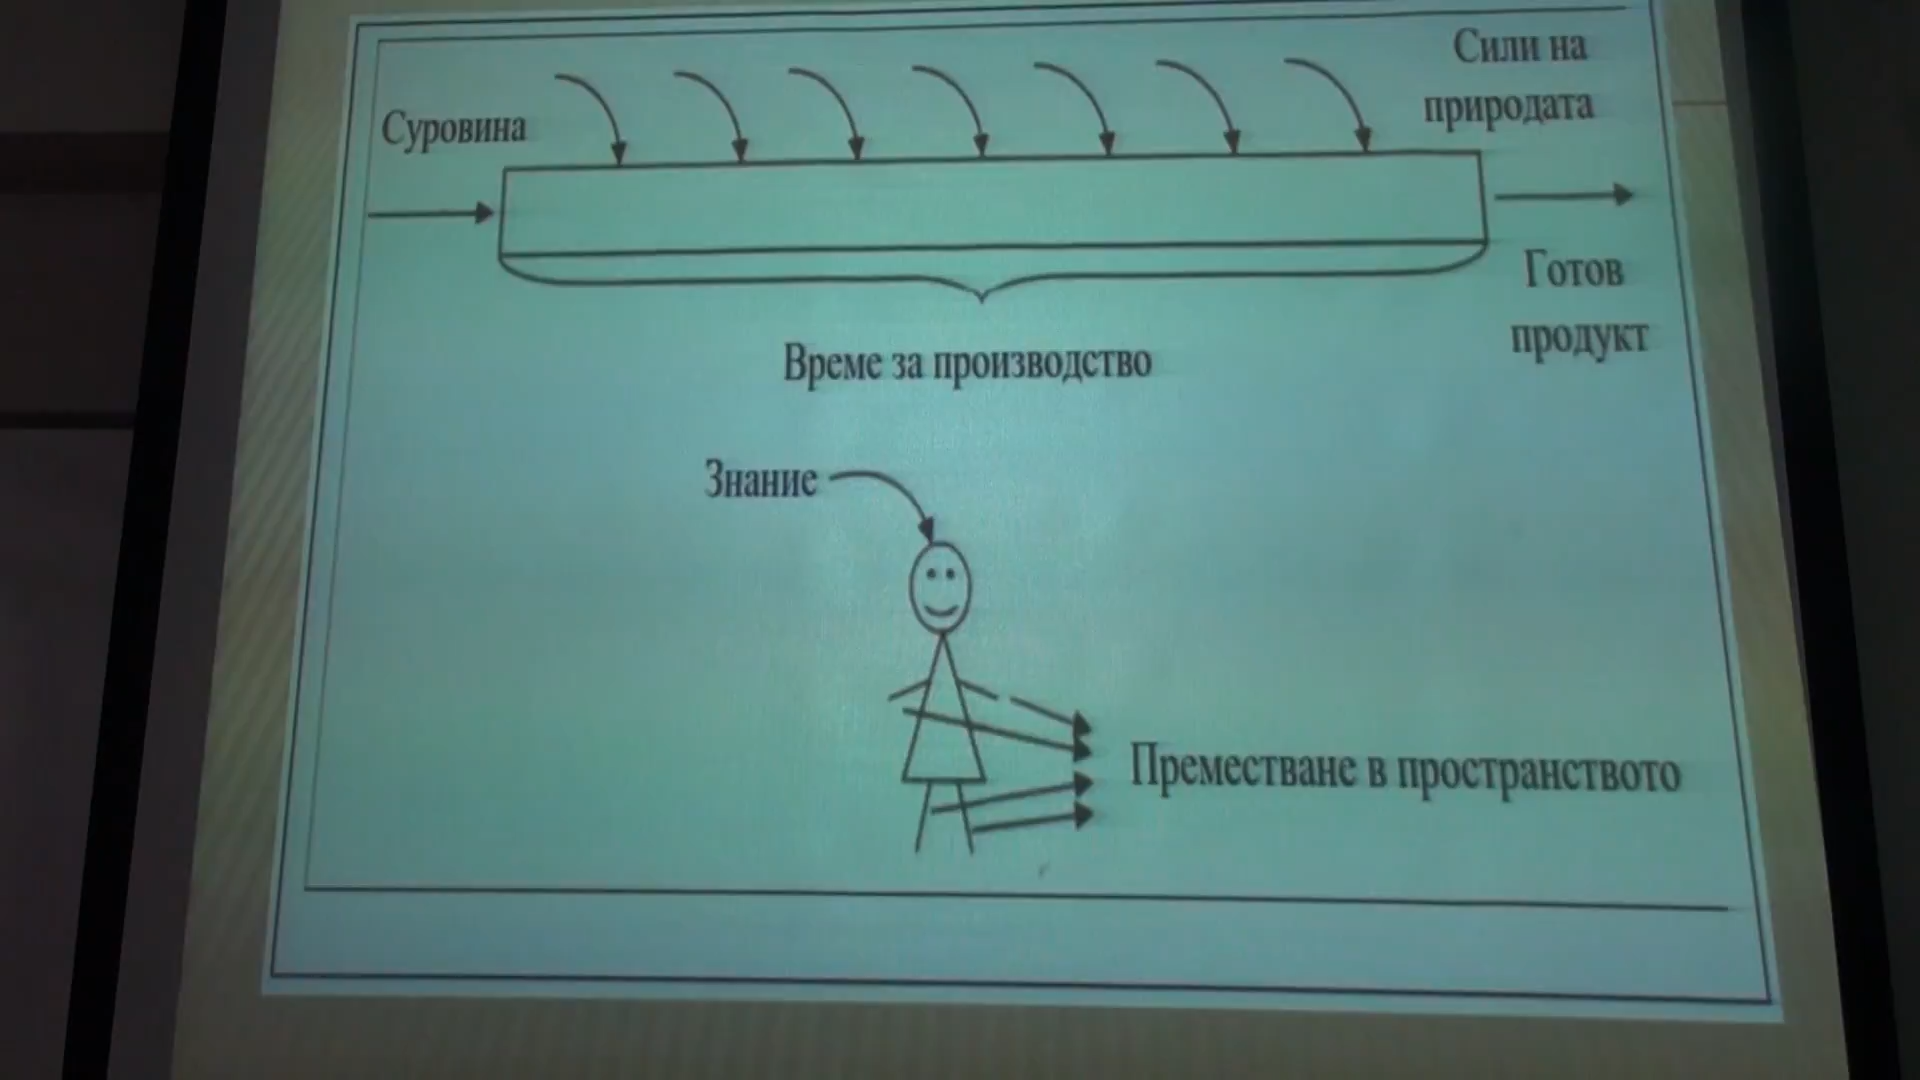 Сили на
природата
Суровина
Готов
продукт
Време за производство
Знание
Преместване в пространството